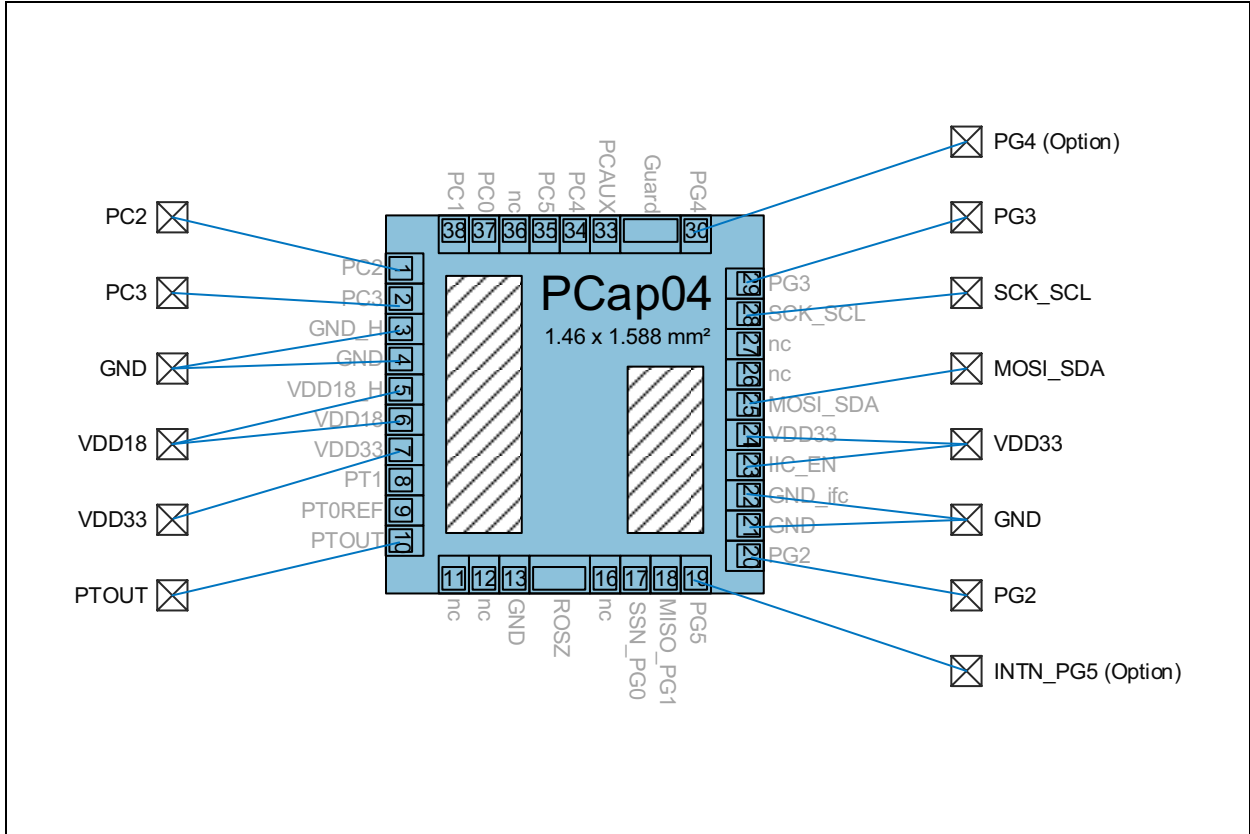 PG4 (Option)
PC1
PC0
nc
PC5
PC4
PCAUX
Guard
PG4
38
37
36
35
34
33
30
PC2
PC3
GND
VDD18
VDD33
PTOUT
PC2
PC3
GND_H
GND
VDD18_H
VDD18
VDD33
PT1
PT0REF
PTOUT
1
2
3
4
5
6
7
8
9
10
PCap04
1.46 x 1.588 mm²
29
28
27
26
25
24
23
22
21
20
PG3
SCK_SCL
nc
nc
MOSI_SDA
VDD33
IIC_EN
GND_ifc
GND
PG2
PG3
SCK_SCL
MOSI_SDA
VDD33
GND
PG2
INTN_PG5 (Option)
11
12
13
16
17
18
19
nc
nc
GND
ROSZ
nc
SSN_PG0
MISO_PG1
PG5